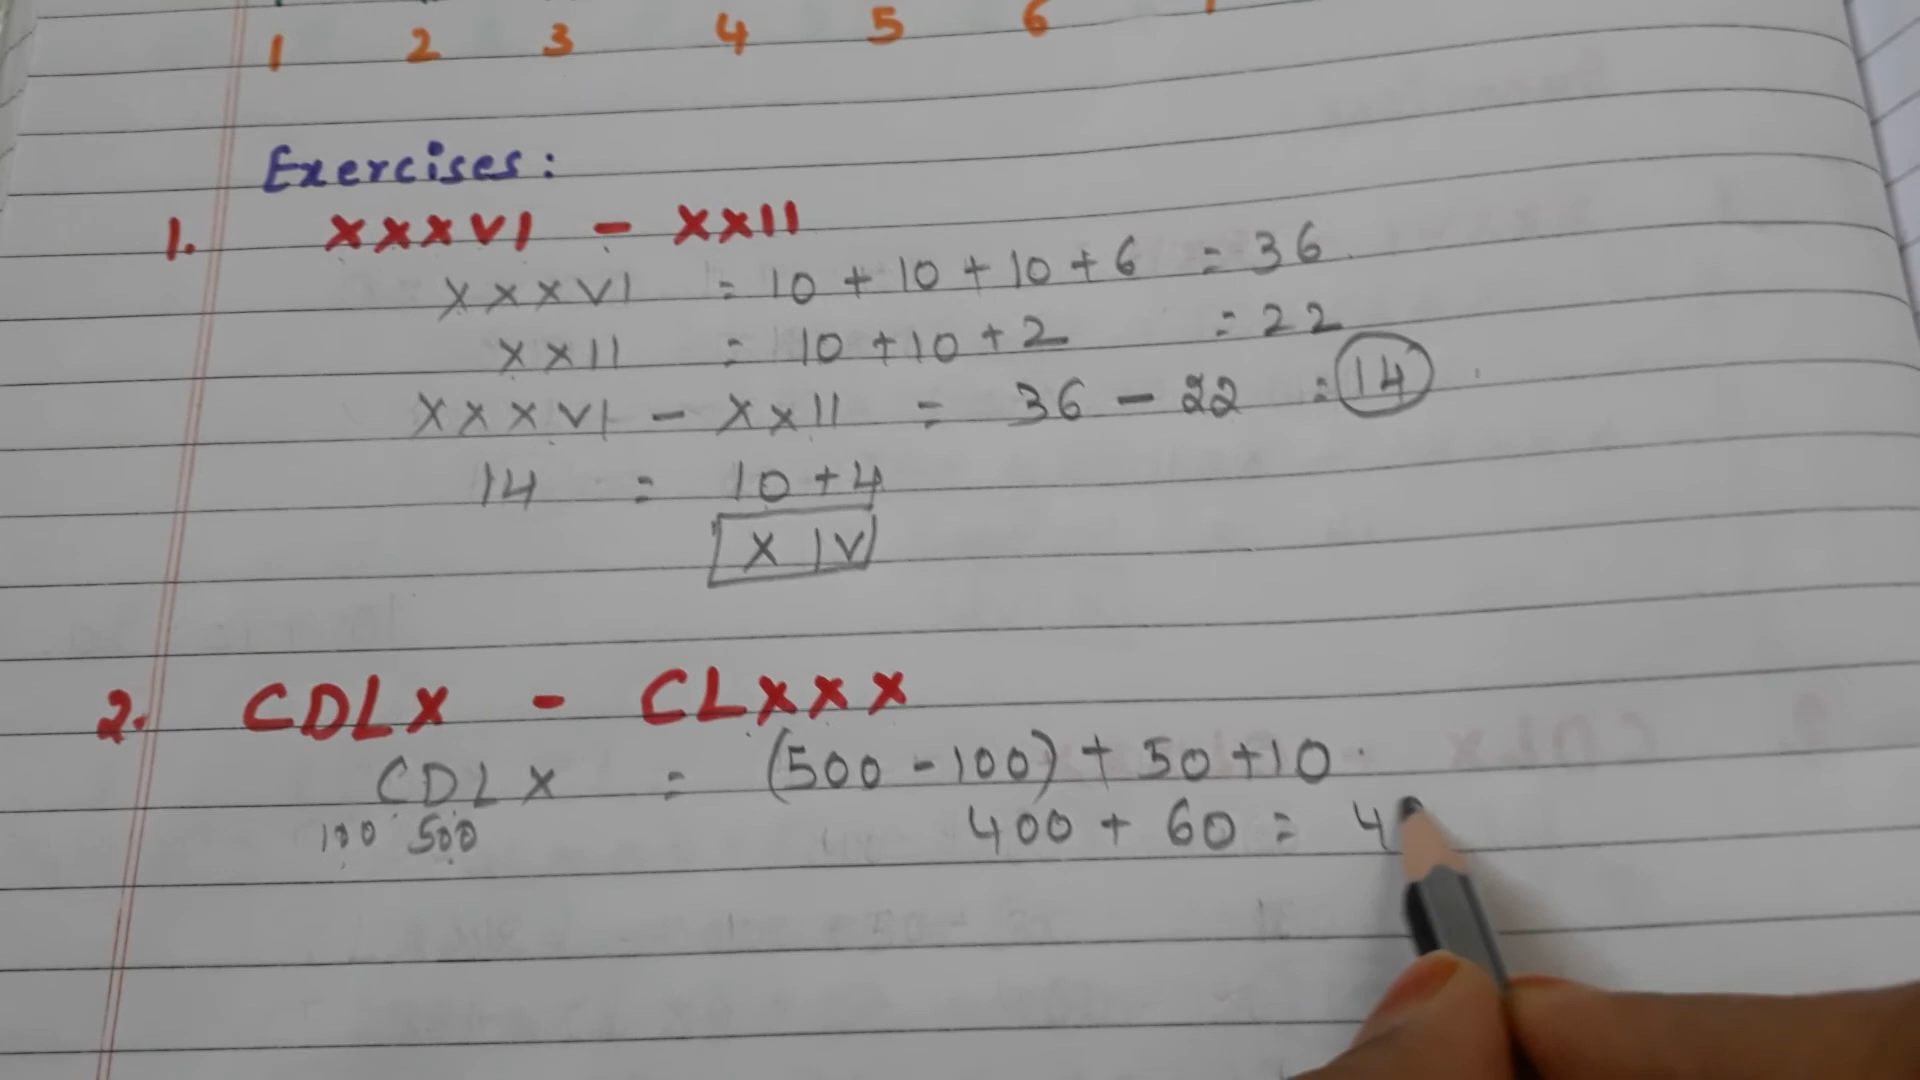 1 2 3 4 5 6
Exercises:
1. XXXVI - XXII
XXXVI = 10 + 10 + 10 + 6 = 36
XXII = 10 + 10 + 2 = 22
XXXVI - XXII = 36 - 22 = 14
14 = 10 + 4
XIV
2. CDLX - CLXXX
CDLX = (500 - 100) + 50 + 10
100 500 400 + 60 = 4